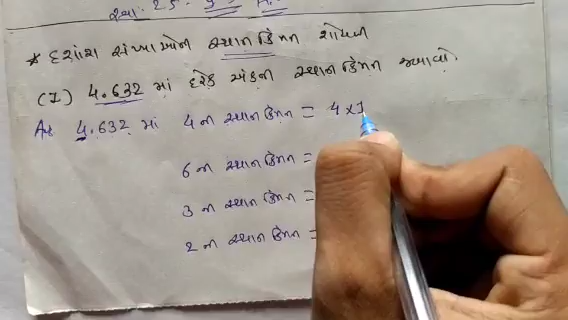 * દશાંશ સંખ્યાઓની સ્થાન કિંમત શોધવી
(I) 4.632 માં દરેક અંકની સ્થાન કિંમત જણાવો.
4.632 માં 4 ની સ્થાન કિંમત = 4 x 1
6 ની સ્થાન કિંમત =
3 ની સ્થાન કિંમત =
2 ની સ્થાન કિંમત =